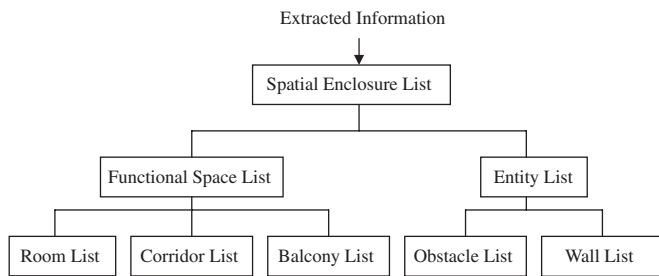 Extracted Information
Spatial Enclosure List
Functional Space List
Entity List
Room List
Corridor List
Balcony List
Obstacle List
Wall List